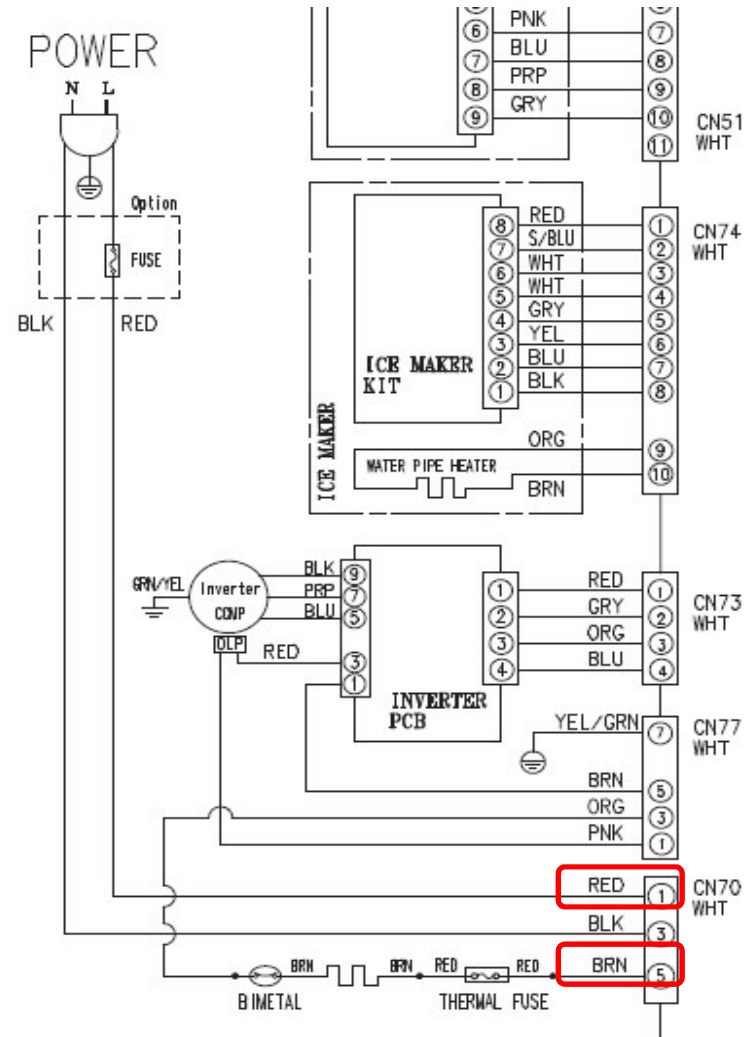 POWER
N L
Option
FUSE
BLK RED
6 PNK 7
7 BLU 8
8 PRP 9
9 GRY 10
11
CN51
WHT
ICE MAKER
ICE MAKER
KIT
8 RED 1
7 S/BLU 2
6 WHT 3
5 WHT 4
4 GRY 5
3 YEL 6
2 BLU 7
1 BLK 8
ORG 9
WATER PIPE HEATER
BRN 10
CN74
WHT
GRN/YEL
Inverter
COMP
OLP
BLK 9
PRP 7
BLU 5
RED 3
1
INVERTER
PCB
1 RED 1
2 GRY 2
3 ORG 3
4 BLU 4
CN73
WHT
YEL/GRN 7
BRN 5
ORG 3
PNK 1
CN77
WHT
RED 1
BLK 3
BRN 5
CN70
WHT
BRN BRN RED RED
BIMETAL THERMAL FUSE